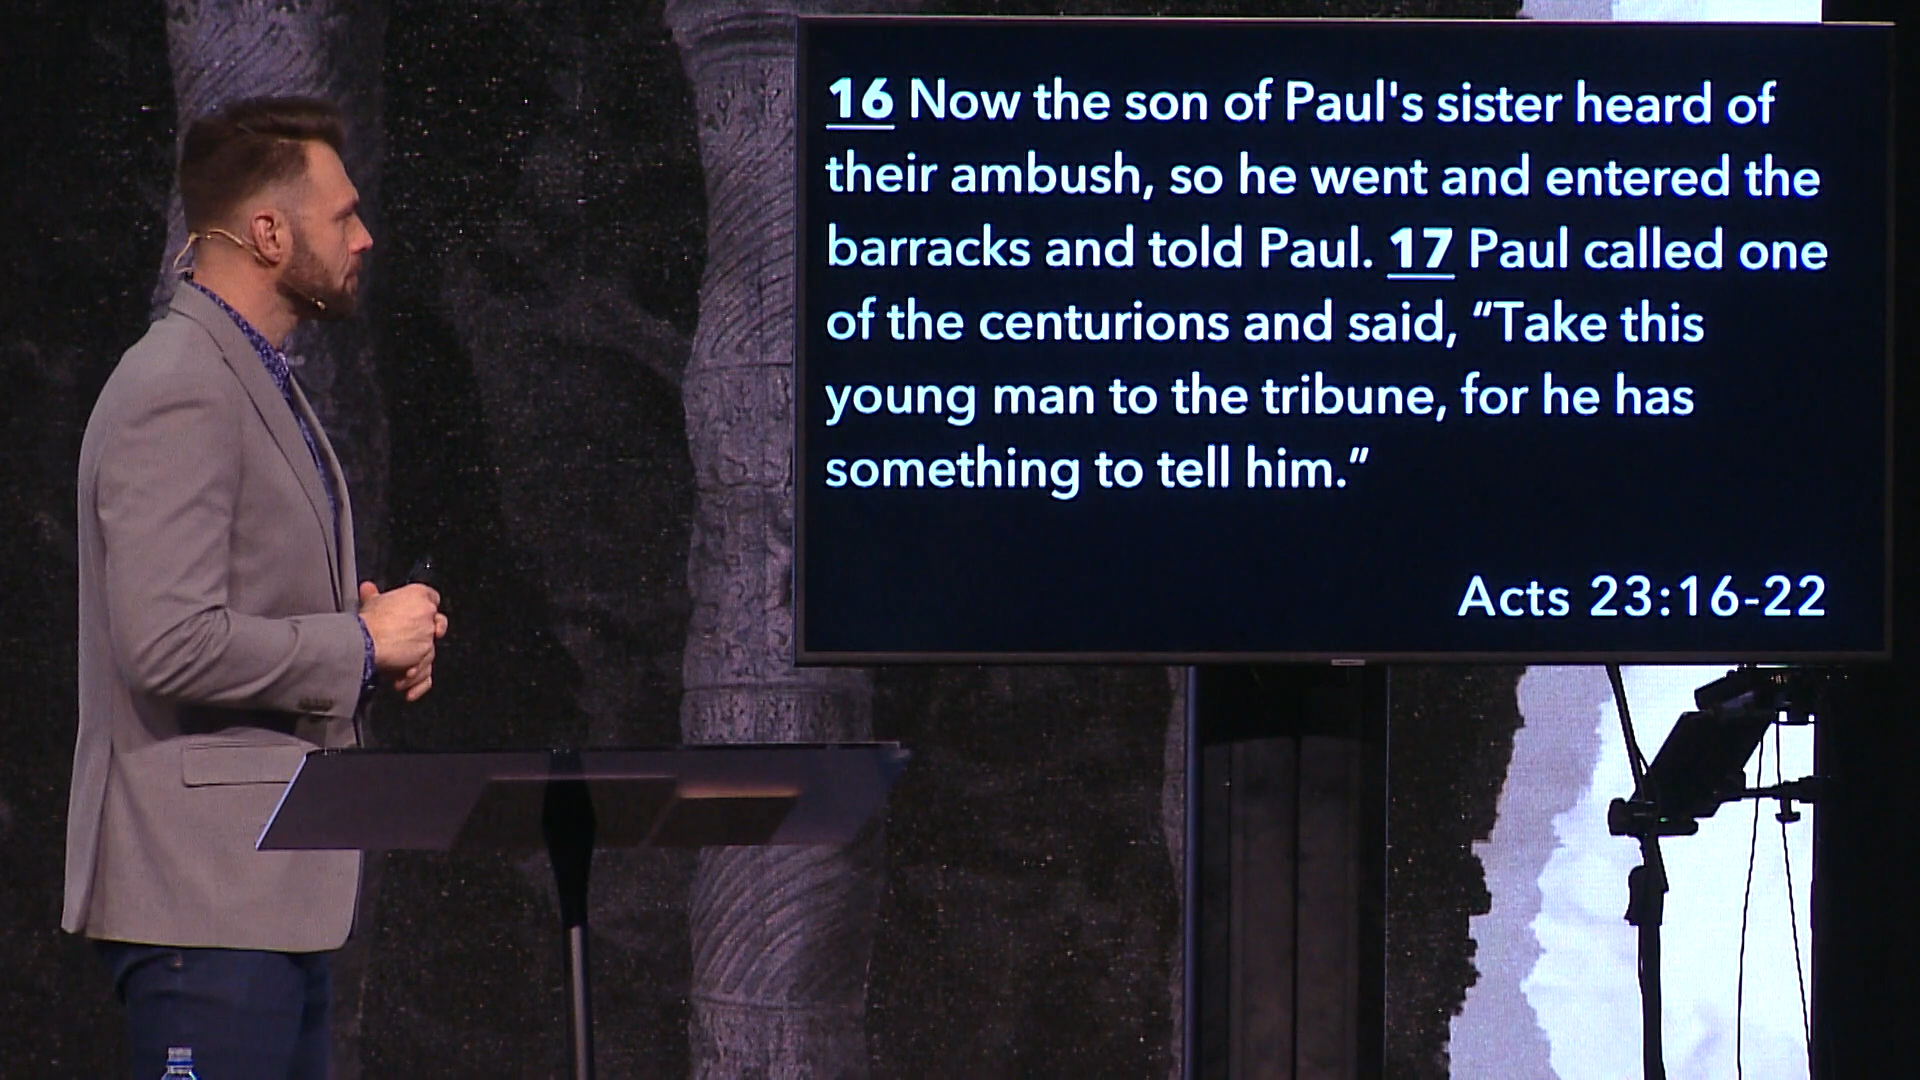 16 Now the son of Paul's sister heard of
their ambush, so he went and entered the
barracks and told Paul. 17 Paul called one
of the centurions and said, “Take this
young man to the tribune, for he has
something to tell him.”
Acts 23:16-22